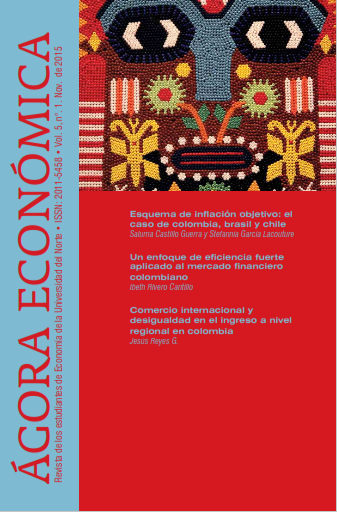 ÁGORA ECONÓMICA
Revista de los estudiantes de Economía de la Universidad del Norte • ISSN: 2011-5458 • Vol. 5, nº. 1. Nov. de 2015
Esquema de inflación objetivo: el
caso de colombia, brasil y chile
Saluma Castillo Guerra y Stefannia García Lacouture
Un enfoque de eficiencia fuerte
aplicado al mercado financiero
colombiano
Ibeth Rivero Cantillo
Comercio internacional y
desigualdad en el ingreso a nivel
regional en colombia
Jesús Reyes G.